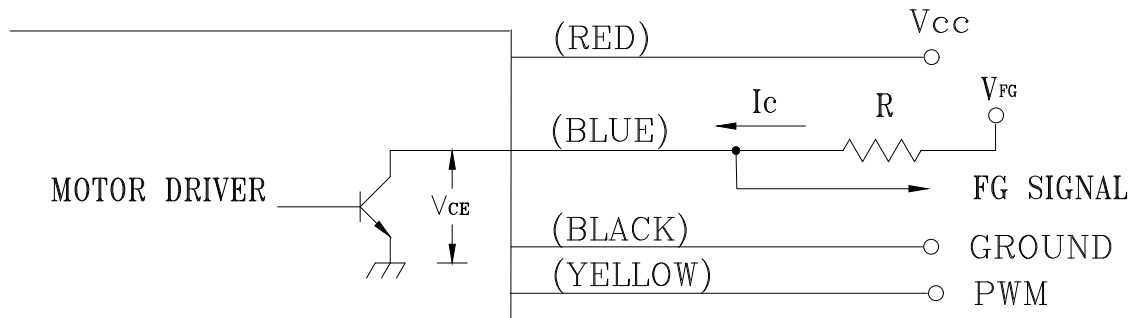 (RED)
Vcc
Ic
R
VFG
(BLUE)
MOTOR DRIVER
VCE
FG SIGNAL
(BLACK)
GROUND
(YELLOW)
PWM